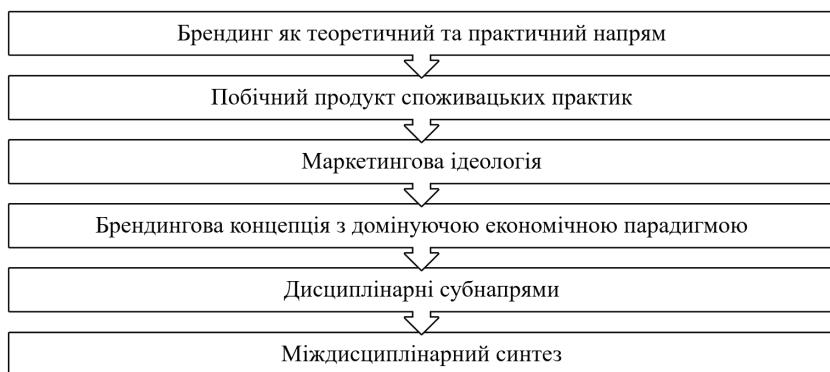 Брендинг як теоретичний та практичний напрям
Побічний продукт споживацьких практик
Маркетингова ідеологія
Брендингова концепція з домінуючою економічною парадигмою
Дисциплінарні субнапрями
Міждисциплінарний синтез